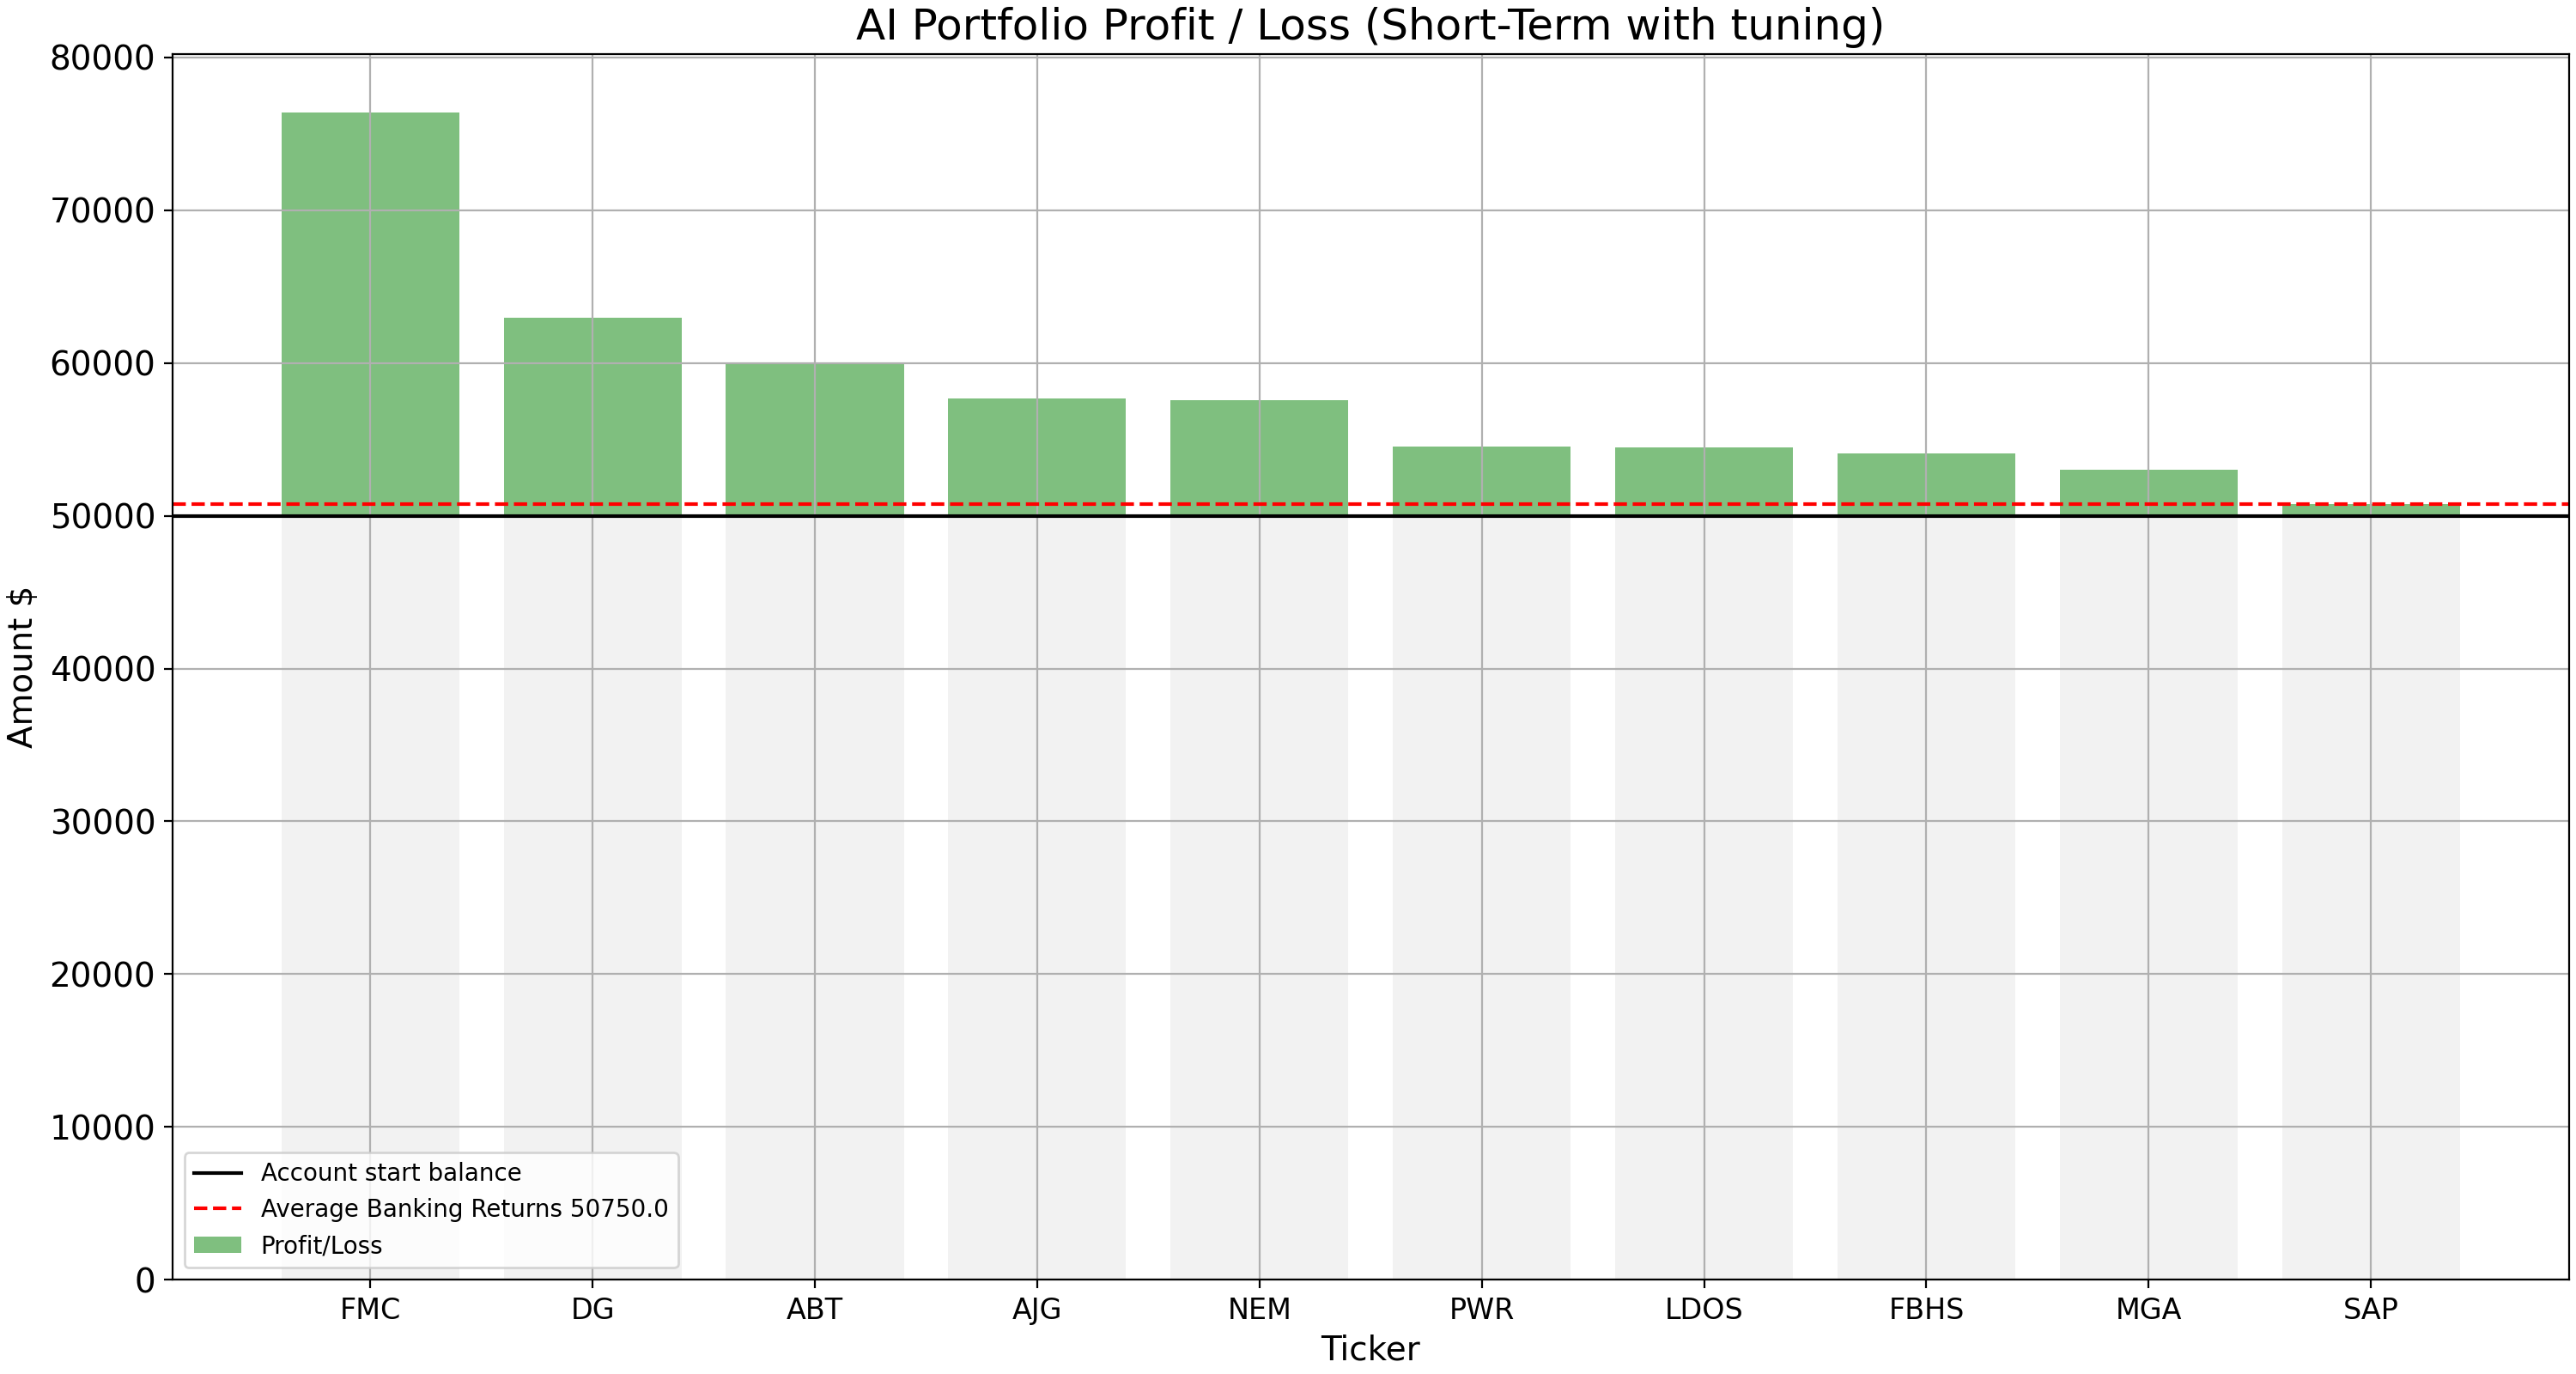 AI Portfolio Profit / Loss (Short-Term with tuning)
80000
70000
60000
50000
40000
30000
20000
10000
0
Amount $
Account start balance
Average Banking Returns 50750.0
Profit/Loss
FMC DG ABT AJG NEM PWR LDOS FBHS MGA SAP
Ticker